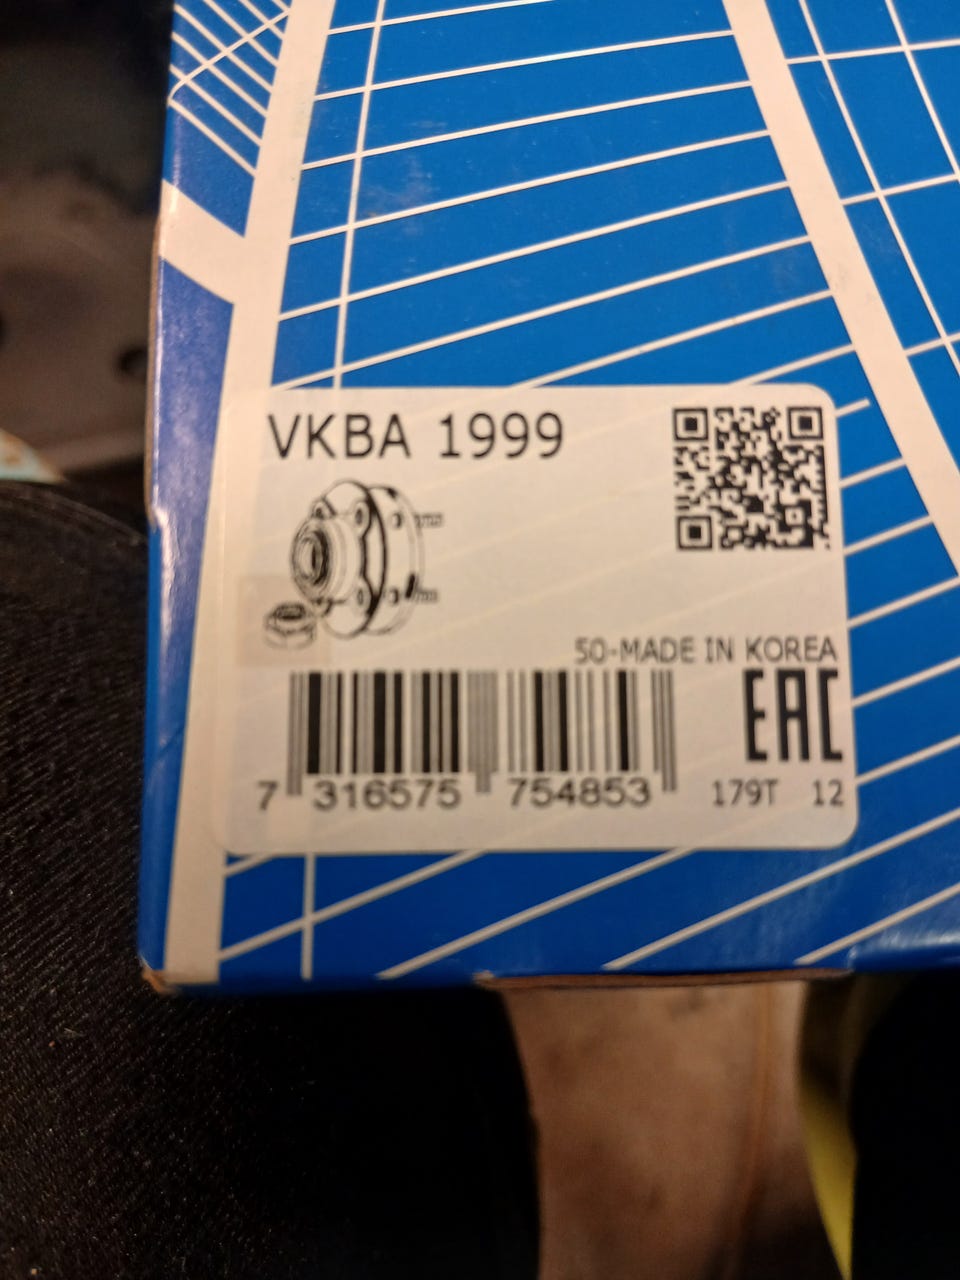 VKBA 1999
50-MADE IN KOREA
EAC
7 316575 754853
179T 12